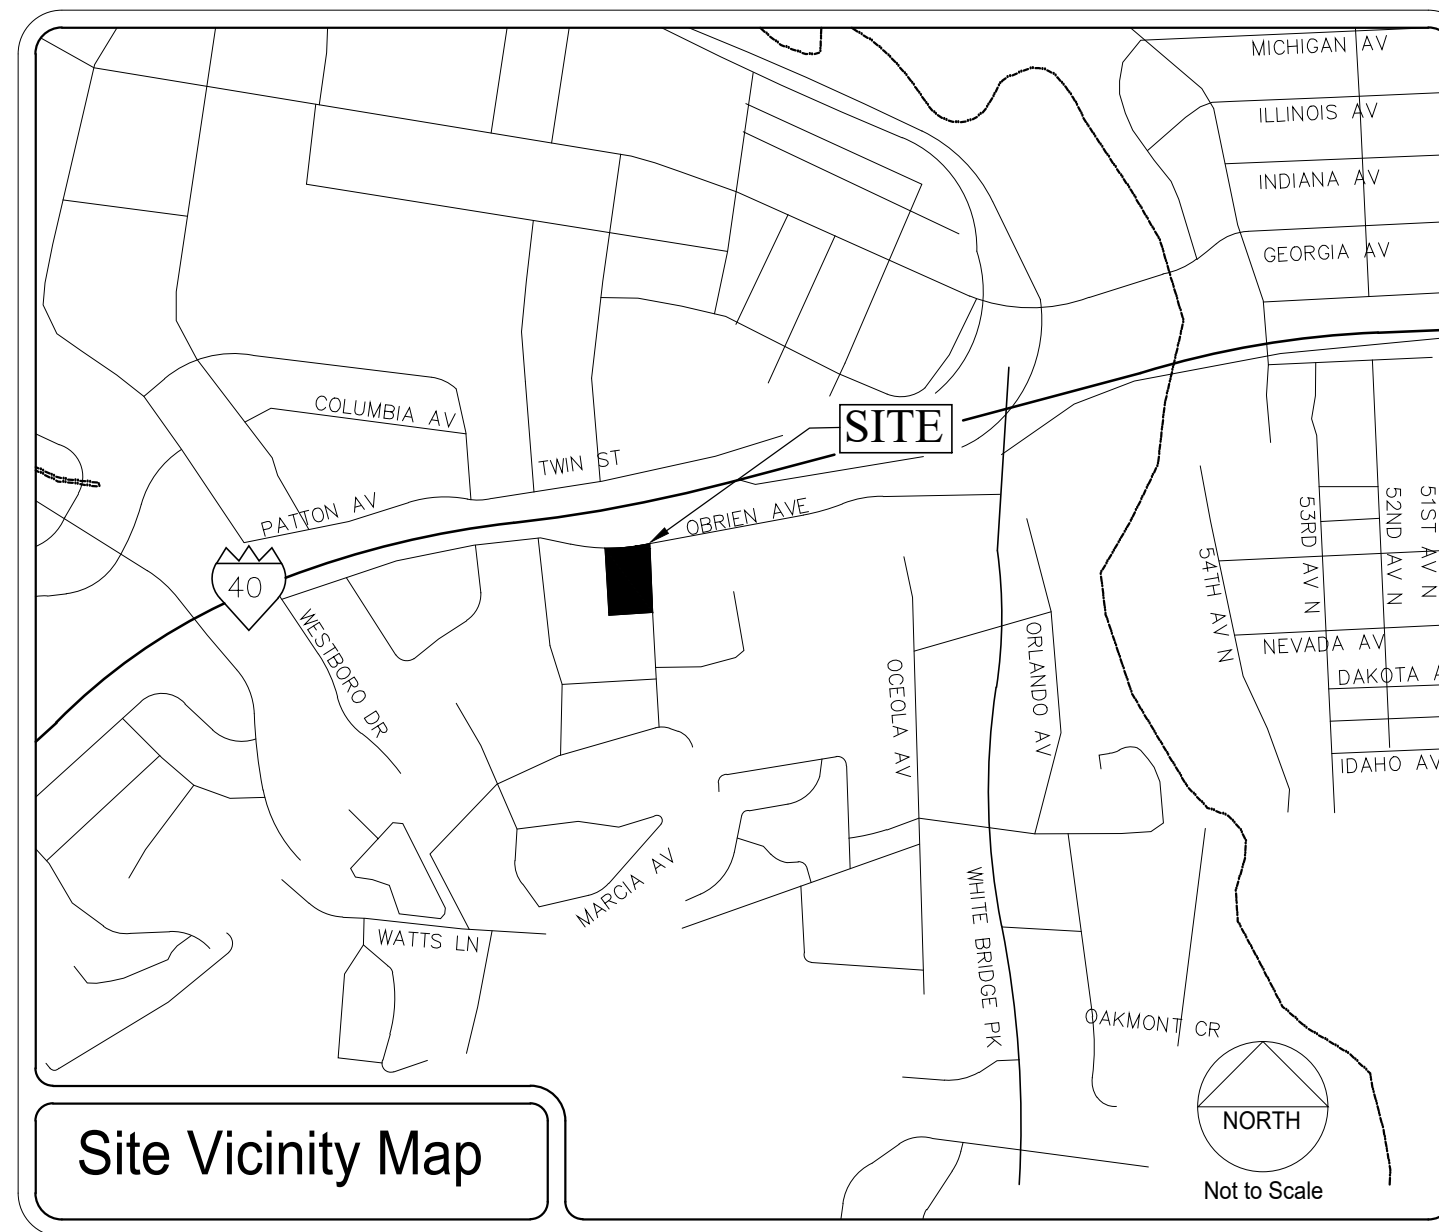 MICHIGAN AV
ILLINOIS AV
INDIANA AV
GEORGIA AV
COLUMBIA AV
SITE
TWIN ST
PATTON AV
OBRIEN AVE
40
53RD AV N
52ND AV N
51ST AV N
54TH AV N
WESTBORO DR
ORLANDO AV
OCEOLA AV
NEVADA AV
DAKOTA A
IDAHO AV
MARCIA AV
WATTS LN
WHITE BRIDGE PK
OAKMONT CR
NORTH
Not to Scale
Site Vicinity Map